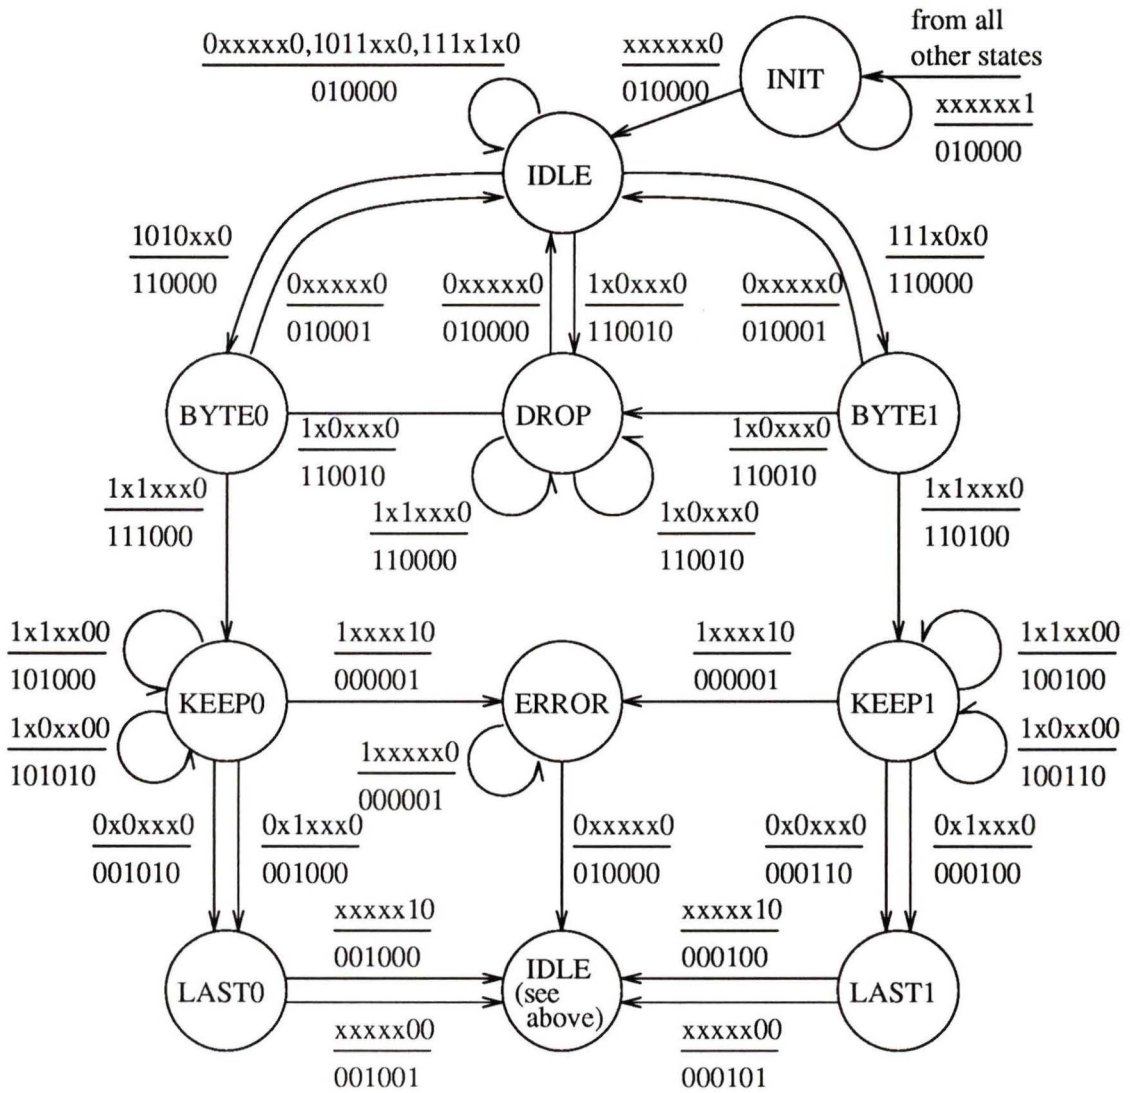 from all
other states
0xxxxx0,1011xx0,111x1x0
010000
xxxxxx0
010000
INIT
xxxxxx1
010000
IDLE
1010xx0
110000
0xxxxx0
010001
0xxxxx0
010000
1x0xxx0
110010
0xxxxx0
010001
111x0x0
110000
BYTE0
DROP
BYTE1
1x0xxx0
110010
1x0xxx0
110010
1x1xxx0
111000
1x1xxx0
110000
1x0xxx0
110010
1x1xxx0
110100
1x1xx00
101000
1xxxx10
000001
1xxxx10
000001
1x1xx00
100100
KEEP0
ERROR
KEEP1
1x0xx00
101010
1xxxxx0
000001
1x0xx00
100110
0x0xxx0
001010
0x1xxx0
001000
0xxxxx0
010000
0x0xxx0
000110
0x1xxx0
000100
xxxxx10
001000
xxxxx10
000100
LAST0
IDLE
(see
above)
LAST1
xxxxx00
001001
xxxxx00
000101